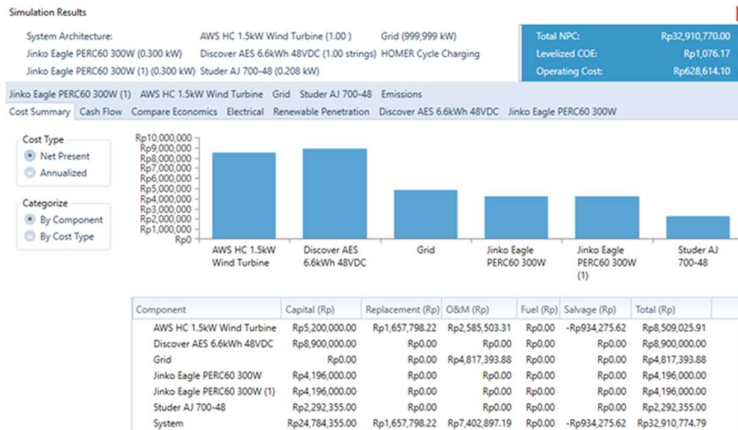 Simulation Results
System Architecture: AWS HC 1.5kW Wind Turbine (1.00 ) Grid (999,999 kW)
Jinko Eagle PERC60 300W (0.300 kW) Discover AES 6.6kWh 48VDC (1.00 strings) HOMER Cycle Charging
Jinko Eagle PERC60 300W (1) (0.300 kW) Studer AJ 700-48 (0.208 kW)
Total NPC: Rp32,910,770.00
Levelized COE: Rp1,076.17
Operating Cost: Rp628,614.10
Jinko Eagle PERC60 300W (1) AWS HC 1.5kW Wind Turbine Grid Studer AJ 700-48 Emissions
Cost Summary Cash Flow Compare Economics Electrical Renewable Penetration Discover AES 6.6kWh 48VDC Jinko Eagle PERC60 300W
Cost Type
Net Present
Annualized
Categorize
By Component
By Cost Type
Rp10,000,000
Rp9,000,000
Rp8,000,000
Rp7,000,000
Rp6,000,000
Rp5,000,000
Rp4,000,000
Rp3,000,000
Rp2,000,000
Rp1,000,000
Rp0
AWS HC 1.5kW Wind Turbine
Discover AES 6.6kWh 48VDC
Grid
Jinko Eagle PERC60 300W
Jinko Eagle PERC60 300W (1)
Studer AJ 700-48
Component Capital (Rp) Replacement (Rp) O&M (Rp) Fuel (Rp) Salvage (Rp) Total (Rp)
AWS HC 1.5kW Wind Turbine Rp5,200,000.00 Rp1,657,798.22 Rp2,585,503.31 Rp0.00 -Rp934,275.62 Rp8,509,025.91
Discover AES 6.6kWh 48VDC Rp8,900,000.00 Rp0.00 Rp0.00 Rp0.00 Rp0.00 Rp8,900,000.00
Grid Rp0.00 Rp0.00 Rp4,817,393.88 Rp0.00 Rp0.00 Rp4,817,393.88
Jinko Eagle PERC60 300W Rp4,196,000.00 Rp0.00 Rp0.00 Rp0.00 Rp0.00 Rp4,196,000.00
Jinko Eagle PERC60 300W (1) Rp4,196,000.00 Rp0.00 Rp0.00 Rp0.00 Rp0.00 Rp4,196,000.00
Studer AJ 700-48 Rp2,292,355.00 Rp0.00 Rp0.00 Rp0.00 Rp0.00 Rp2,292,355.00
System Rp24,784,355.00 Rp1,657,798.22 Rp7,402,897.19 Rp0.00 -Rp934,275.62 Rp32,910,774.79